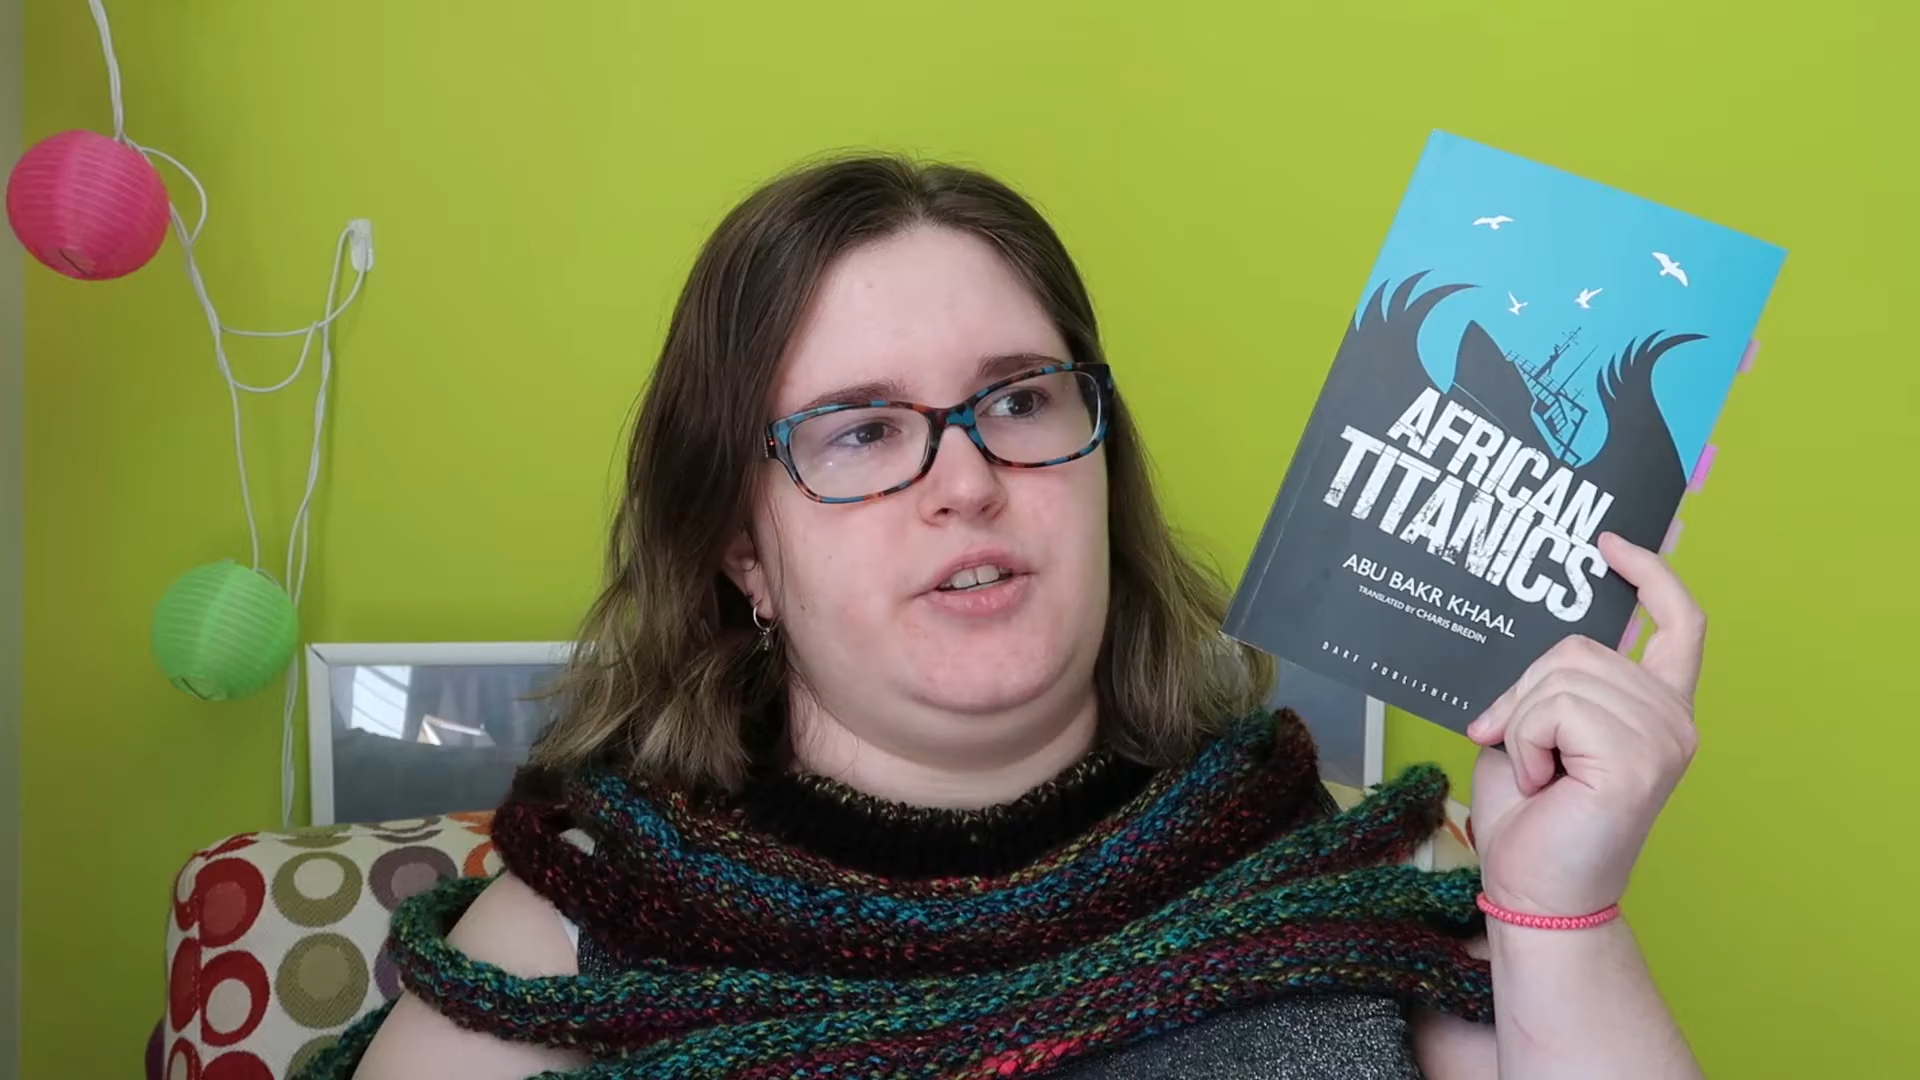 AFRICAN
TITANICS
ABU BAKR KHAAL
TRANSLATED BY CHARIS BREDIN
DARF PUBLISHERS